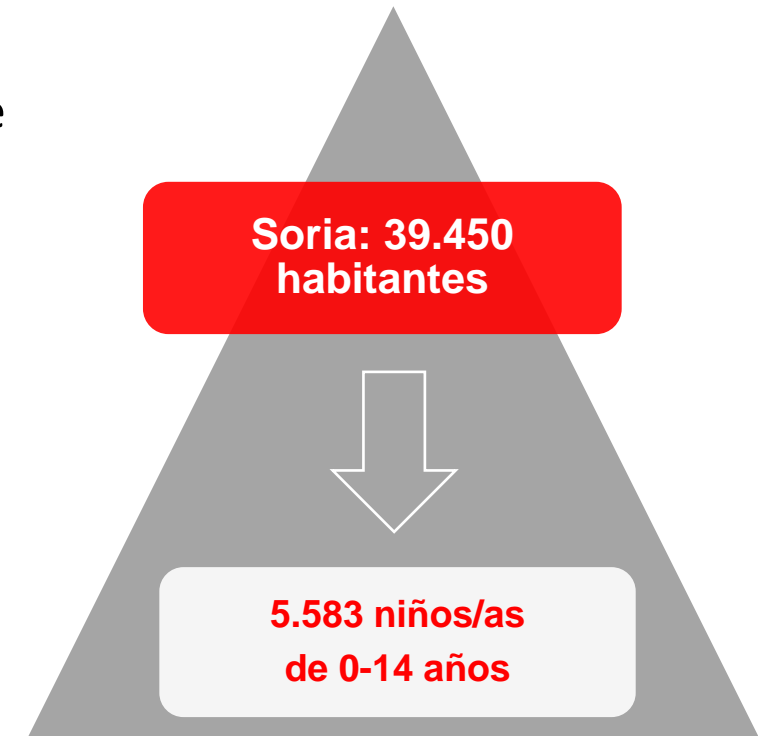 e
Soria: 39.450
habitantes
5.583 niños/as
de 0-14 años